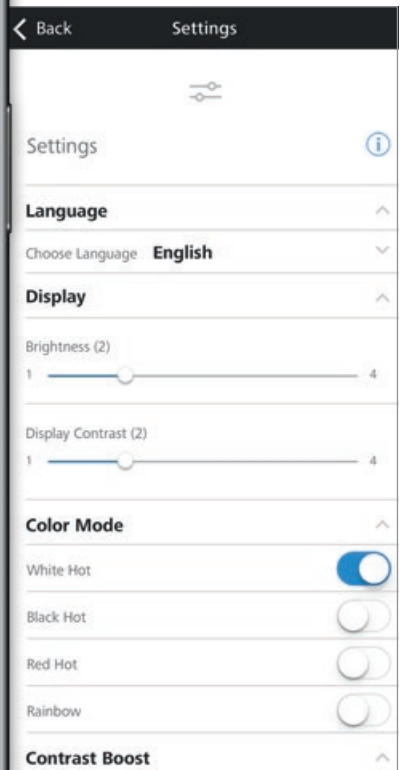 Back Settings
Settings
Language
Choose Language English
Display
Brightness (2)
1 4
Display Contrast (2)
1 4
Color Mode
White Hot
Black Hot
Red Hot
Rainbow
Contrast Boost